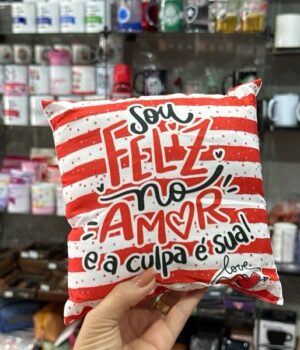 Sou
FELIZ
no
AMOR
e a culpa é sua!
love